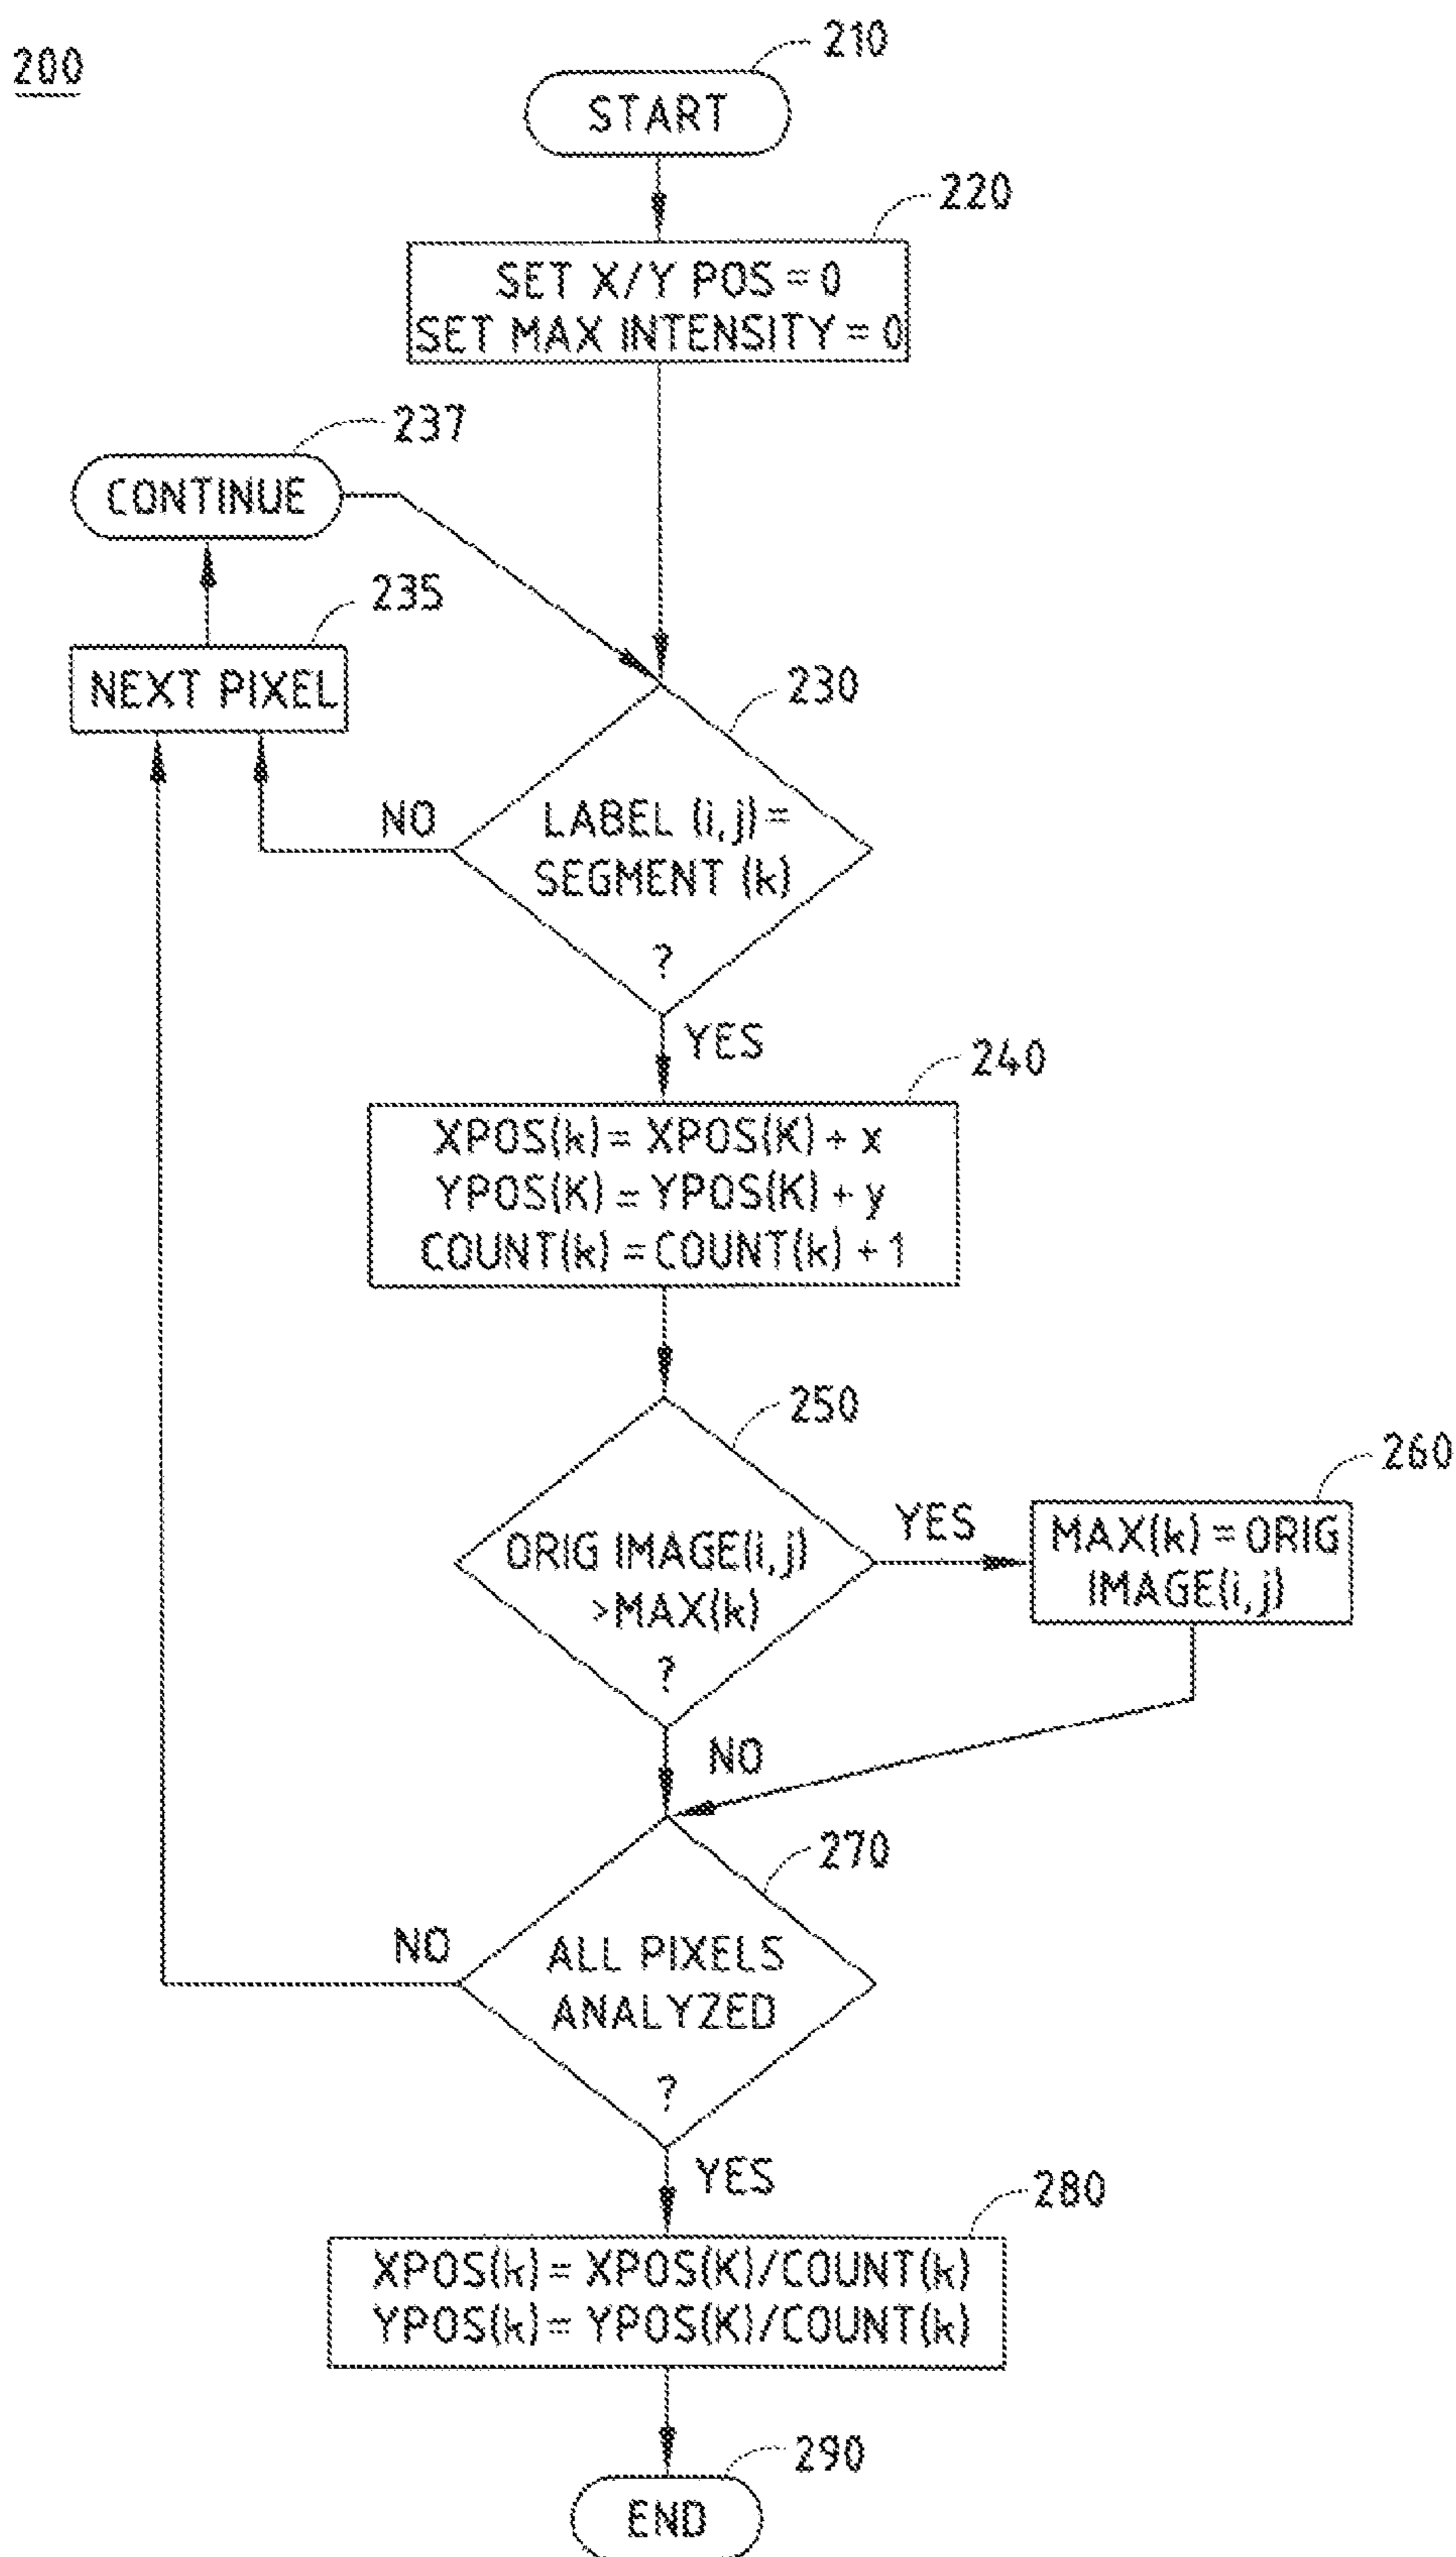 200
210
START
220
SET X/Y POS = 0
SET MAX INTENSITY = 0
237
CONTINUE
235
NEXT PIXEL
230
NO
LABEL (i,j) =
SEGMENT (k)
?
YES
240
XPOS(k) = XPOS(K) + x
YPOS(K) = YPOS(K) + y
COUNT(k) = COUNT(k) + 1
250
ORIG IMAGE(i,j)
>MAX(k)
?
YES
260
MAX(k) = ORIG
IMAGE(i,j)
NO
270
NO
ALL PIXELS
ANALYZED
?
YES
280
XPOS(k) = XPOS(K)/COUNT(k)
YPOS(k) = YPOS(K)/COUNT(k)
290
END